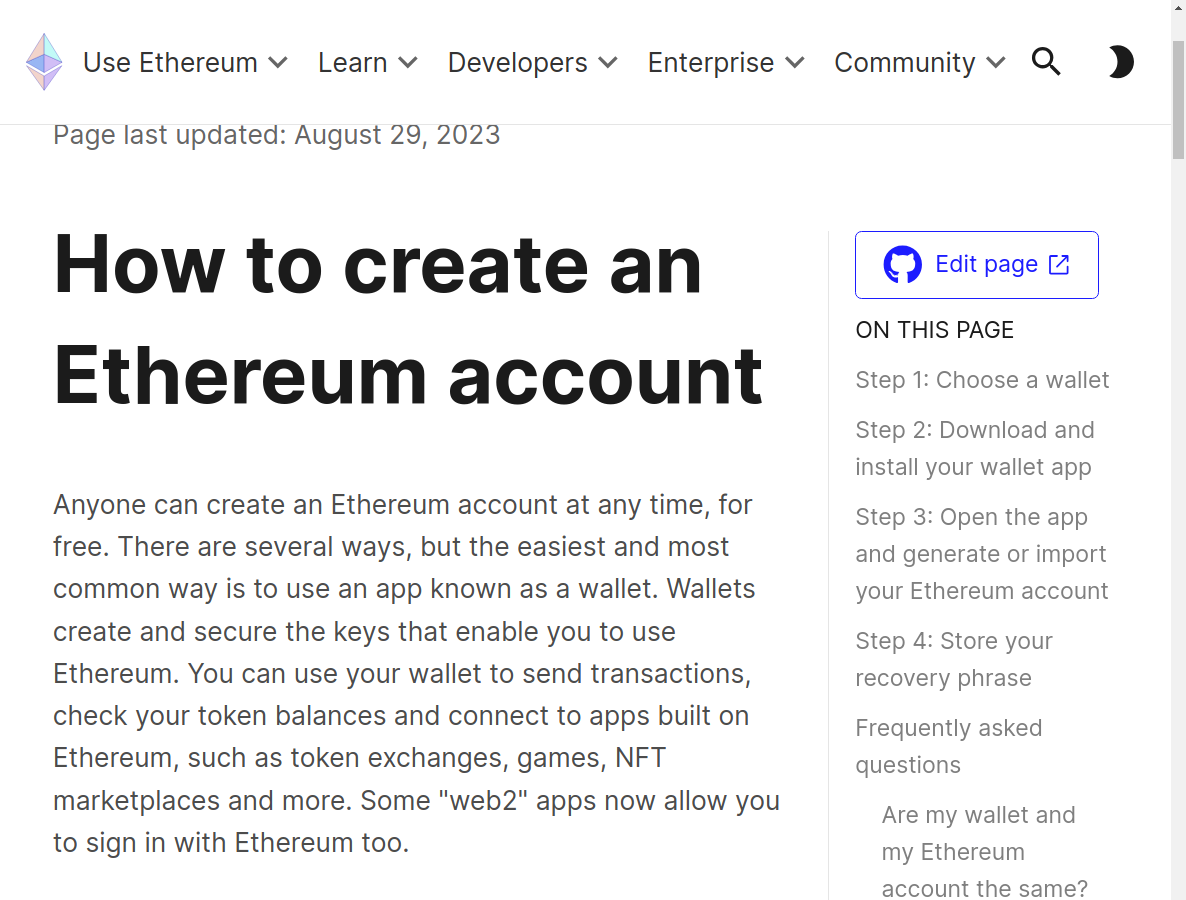 Use Ethereum Learn Developers Enterprise Community
Page last updated: August 29, 2023
How to create an
Ethereum account
Anyone can create an Ethereum account at any time, for
free. There are several ways, but the easiest and most
common way is to use an app known as a wallet. Wallets
create and secure the keys that enable you to use
Ethereum. You can use your wallet to send transactions,
check your token balances and connect to apps built on
Ethereum, such as token exchanges, games, NFT
marketplaces and more. Some "web2" apps now allow you
to sign in with Ethereum too.
Edit page
ON THIS PAGE
Step 1: Choose a wallet
Step 2: Download and
install your wallet app
Step 3: Open the app
and generate or import
your Ethereum account
Step 4: Store your
recovery phrase
Frequently asked
questions
Are my wallet and
my Ethereum
account the same?